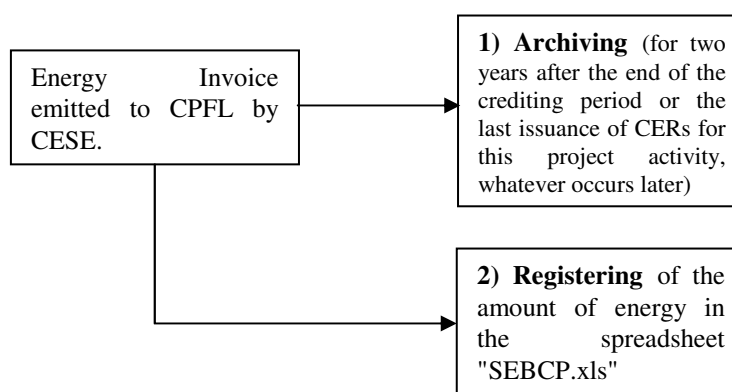 Energy Invoice
emitted to CPFL by
CESE.
1) Archiving (for two
years after the end of the
crediting period or the
last issuance of CERs for
this project activity,
whatever occurs later)
2) Registering of the
amount of energy in
the spreadsheet
"SEBCP.xls"